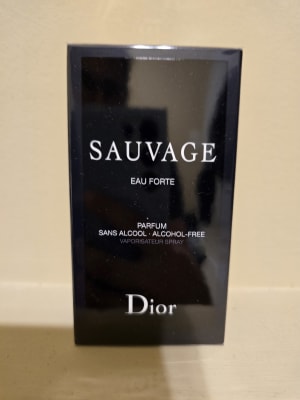 SAUVAGE
EAU FORTE
PARFUM
SANS ALCOOL · ALCOHOL-FREE
VAPORISATEUR SPRAY
Dior